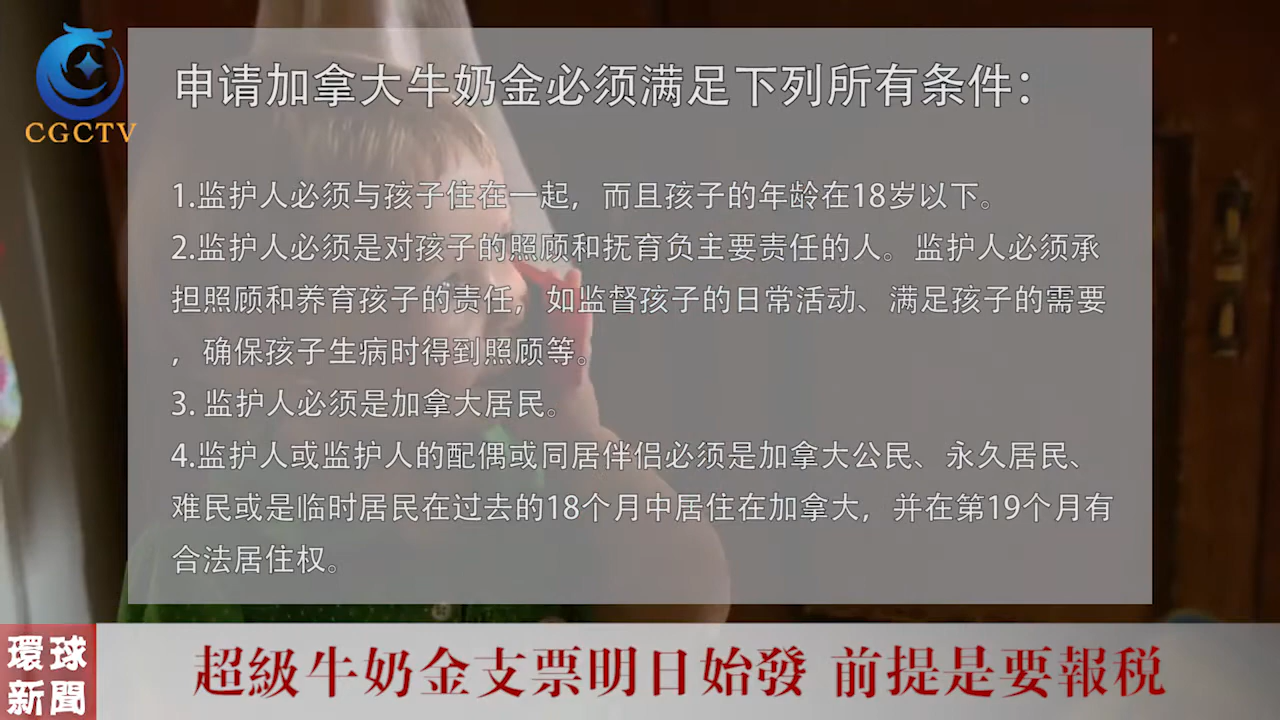 CGCTV
申请加拿大牛奶金必须满足下列所有条件：
1.监护人必须与孩子住在一起，而且孩子的年龄在18岁以下。
2.监护人必须是对孩子的照顾和抚育负主要责任的人。监护人必须承
担照顾和养育孩子的责任，如监督孩子的日常活动、满足孩子的需要
，确保孩子生病时得到照顾等。
3. 监护人必须是加拿大居民。
4.监护人或监护人的配偶或同居伴侣必须是加拿大公民、永久居民、
难民或是临时居民在过去的18个月中居住在加拿大，并在第19个月有
合法居住权。
環球
新聞
超級牛奶金支票明日始發 前提是要報税